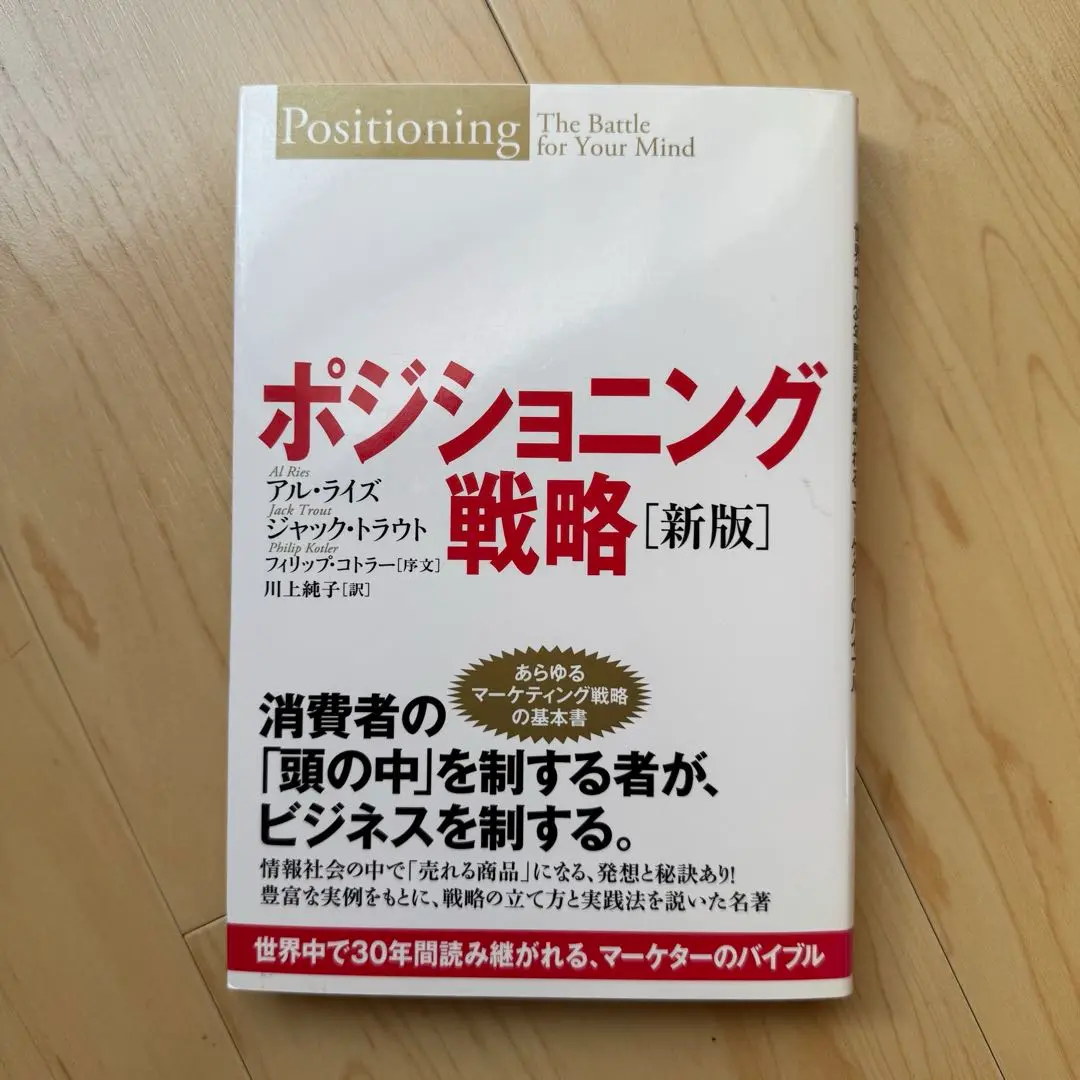 Positioning
The Battle
for Your Mind
ポジショニング
戦略[新版]
Al Ries
アル・ライズ
Jack Trout
ジャック・トラウト
Philip Kotler
フィリップ・コトラー[序文]
川上純子[訳]
あらゆる
マーケティング戦略
の基本書
消費者の
「頭の中」を制する者が、
ビジネスを制する。
情報社会の中で「売れる商品」になる、発想と秘訣あり!
豊富な実例をもとに、戦略の立て方と実践法を説いた名著
世界中で30年間読み継がれる、マーケターのバイブル